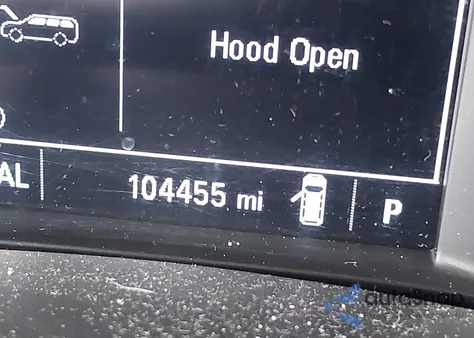 Hood Open
AL
104455 mi
P
autoSnap